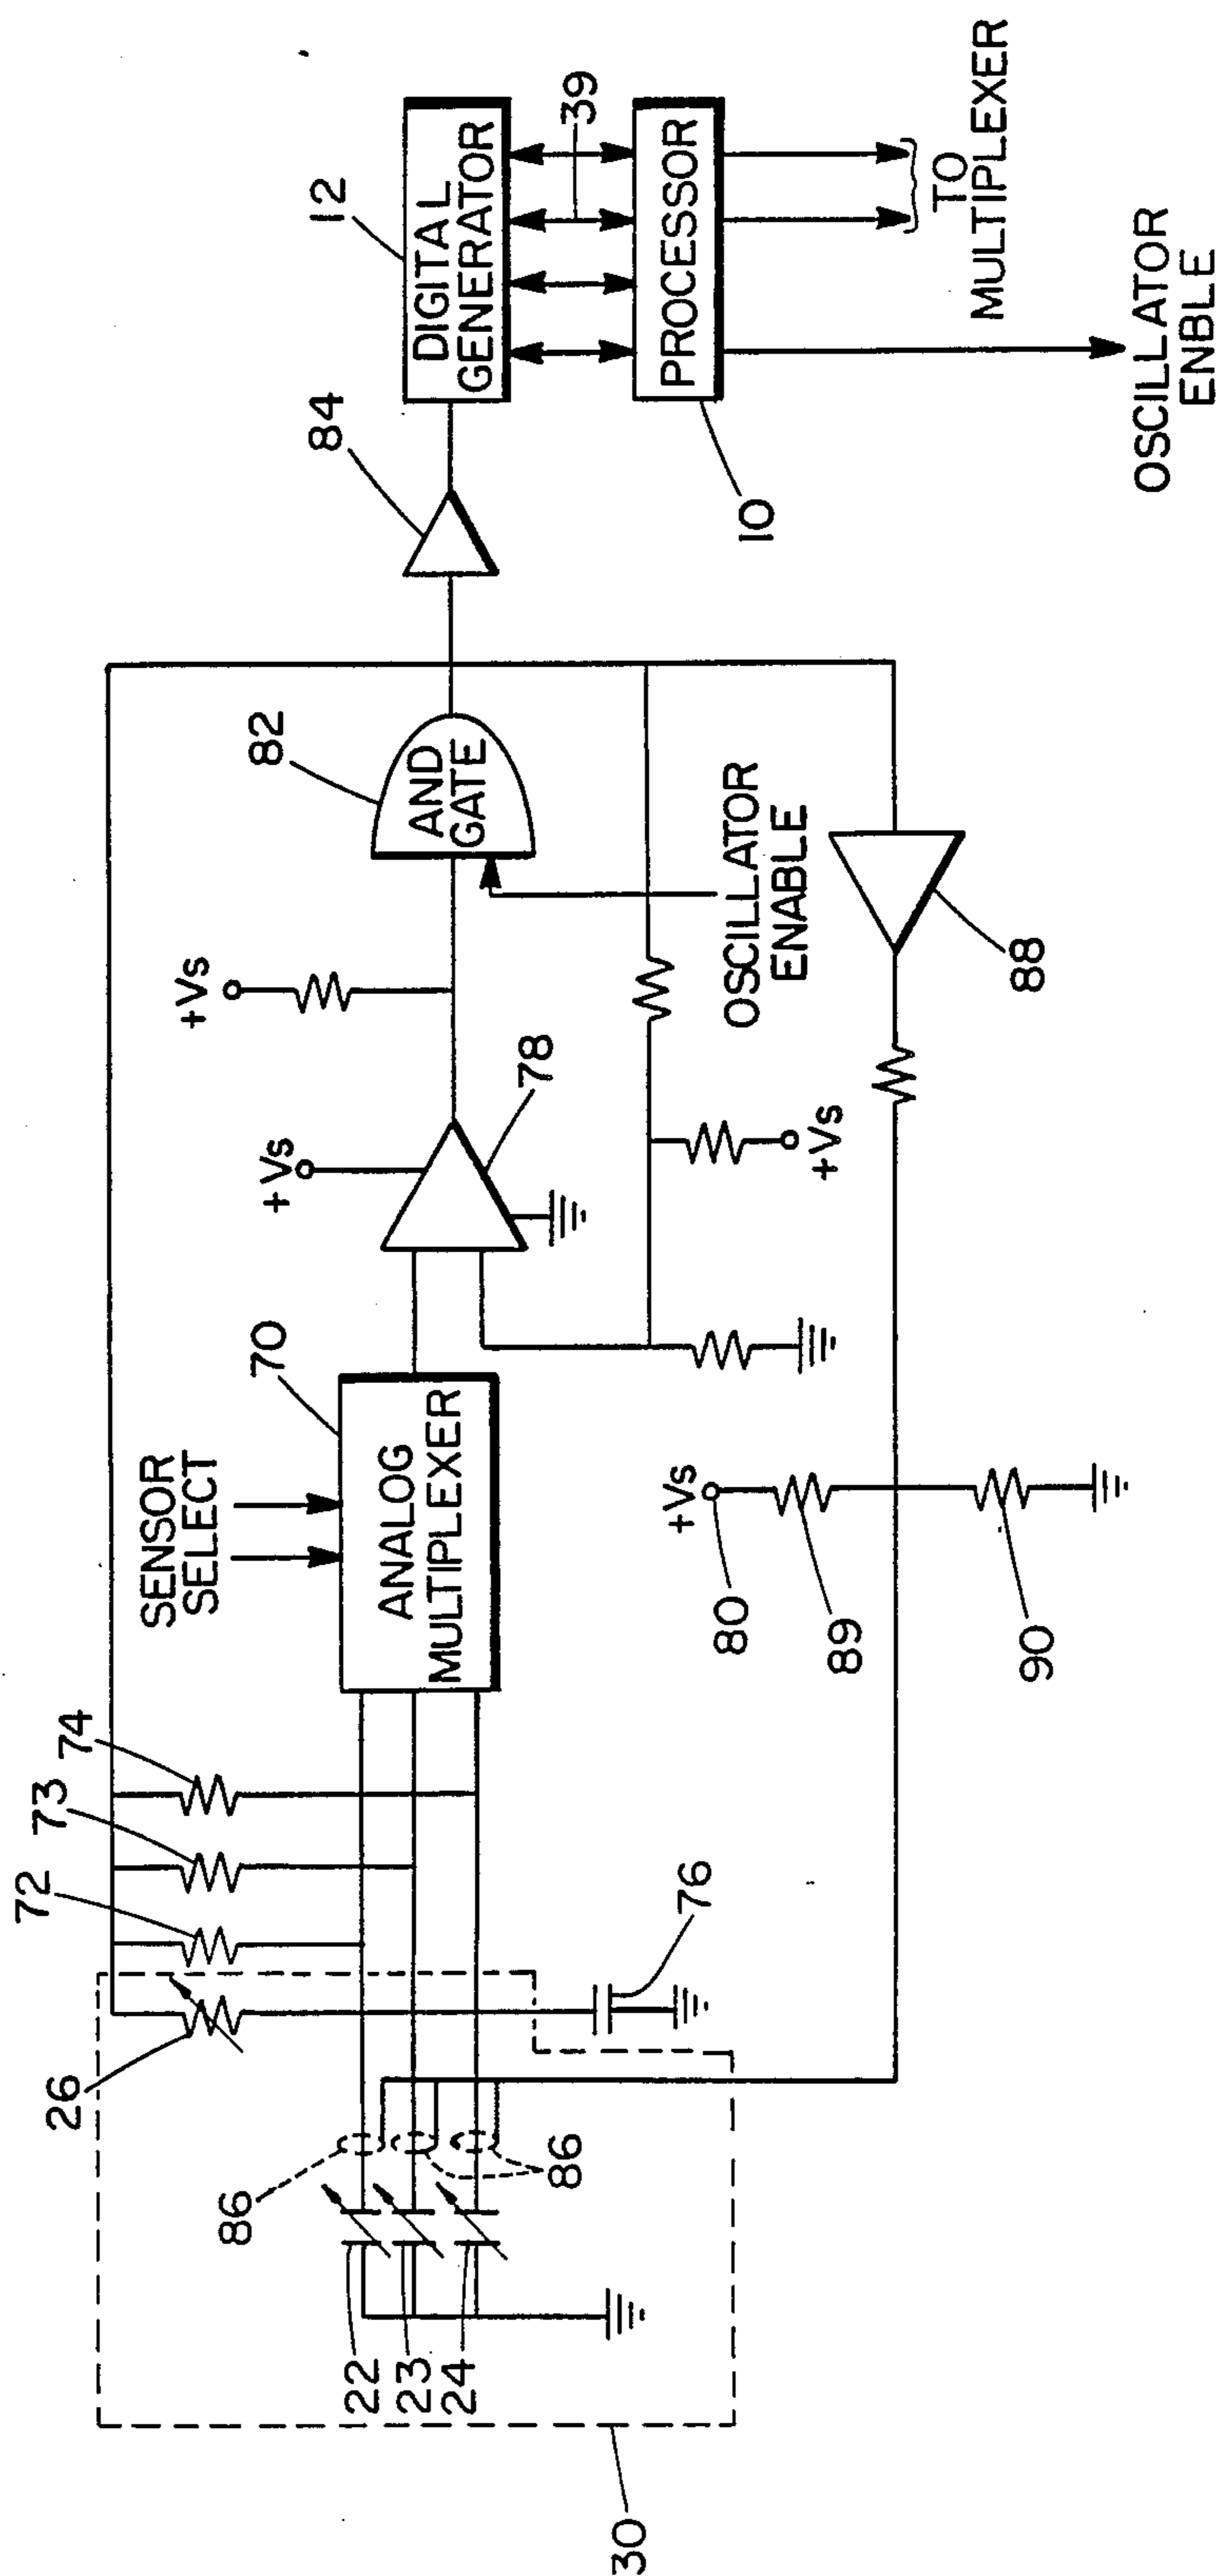 30
22
23
24
86
86
26
72
73
74
76
SENSOR
SELECT
70
ANALOG
MULTIPLEXER
+Vs
80
89
90
+Vs
78
+Vs
+Vs
82
AND
GATE
OSCILLATOR
ENABLE
88
84
12
DIGITAL
GENERATOR
39
PROCESSOR
10
TO
MULTIPLEXER
OSCILLATOR
ENBLE